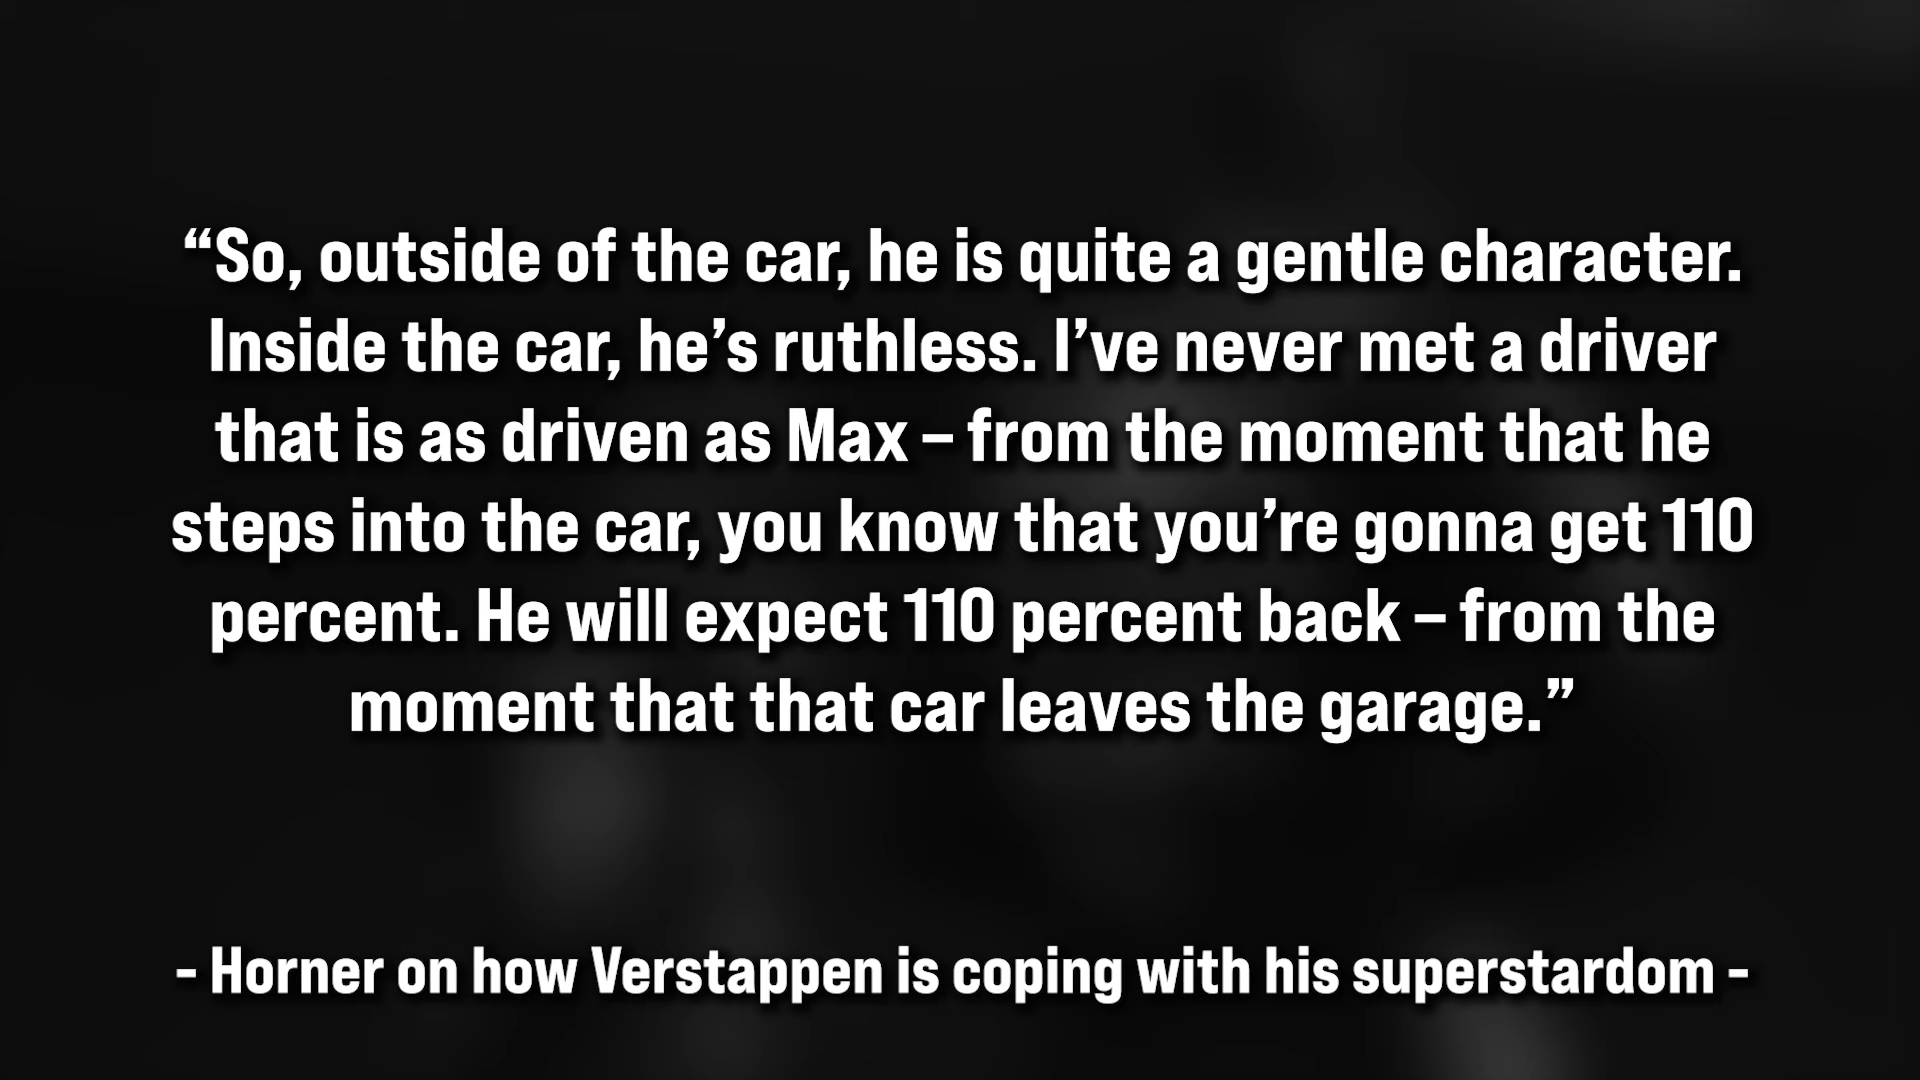 “So, outside of the car, he is quite a gentle character.
Inside the car, he’s ruthless. I’ve never met a driver
that is as driven as Max – from the moment that he
steps into the car, you know that you’re gonna get 110
percent. He will expect 110 percent back – from the
moment that that car leaves the garage.”
- Horner on how Verstappen is coping with his superstardom -